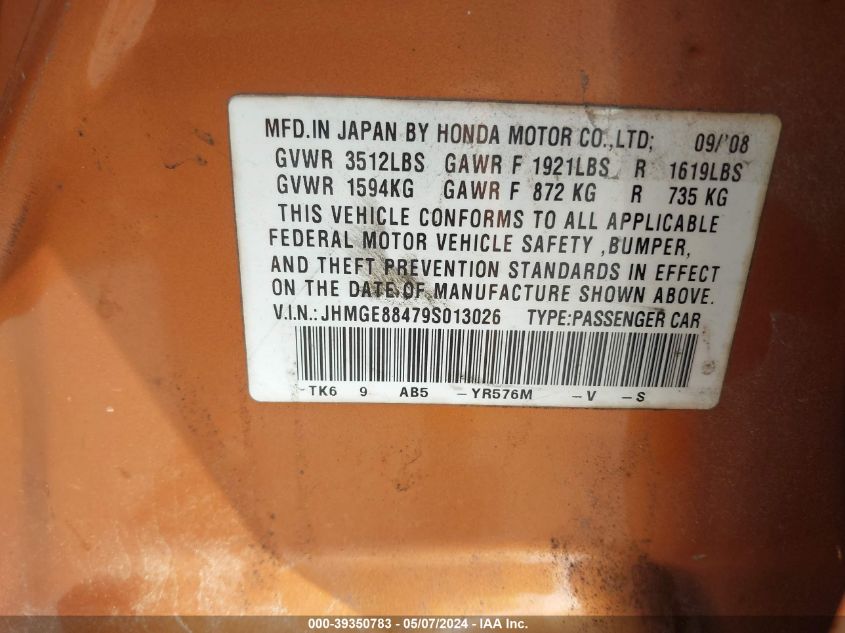 MFD.IN JAPAN BY HONDA MOTOR CO.,LTD; 09/'08
GVWR 3512LBS GAWR F 1921LBS R 1619LBS
GVWR 1594KG GAWR F 872 KG R 735 KG
THIS VEHICLE CONFORMS TO ALL APPLICABLE
FEDERAL MOTOR VEHICLE SAFETY ,BUMPER,
AND THEFT PREVENTION STANDARDS IN EFFECT
ON THE DATE OF MANUFACTURE SHOWN ABOVE.
V.I.N.: JHMGE88479S013026 TYPE:PASSENGER CAR
TK6 9 AB5 -YR576M -V -S
000-39350783 - 05/07/2024 - IAA Inc.